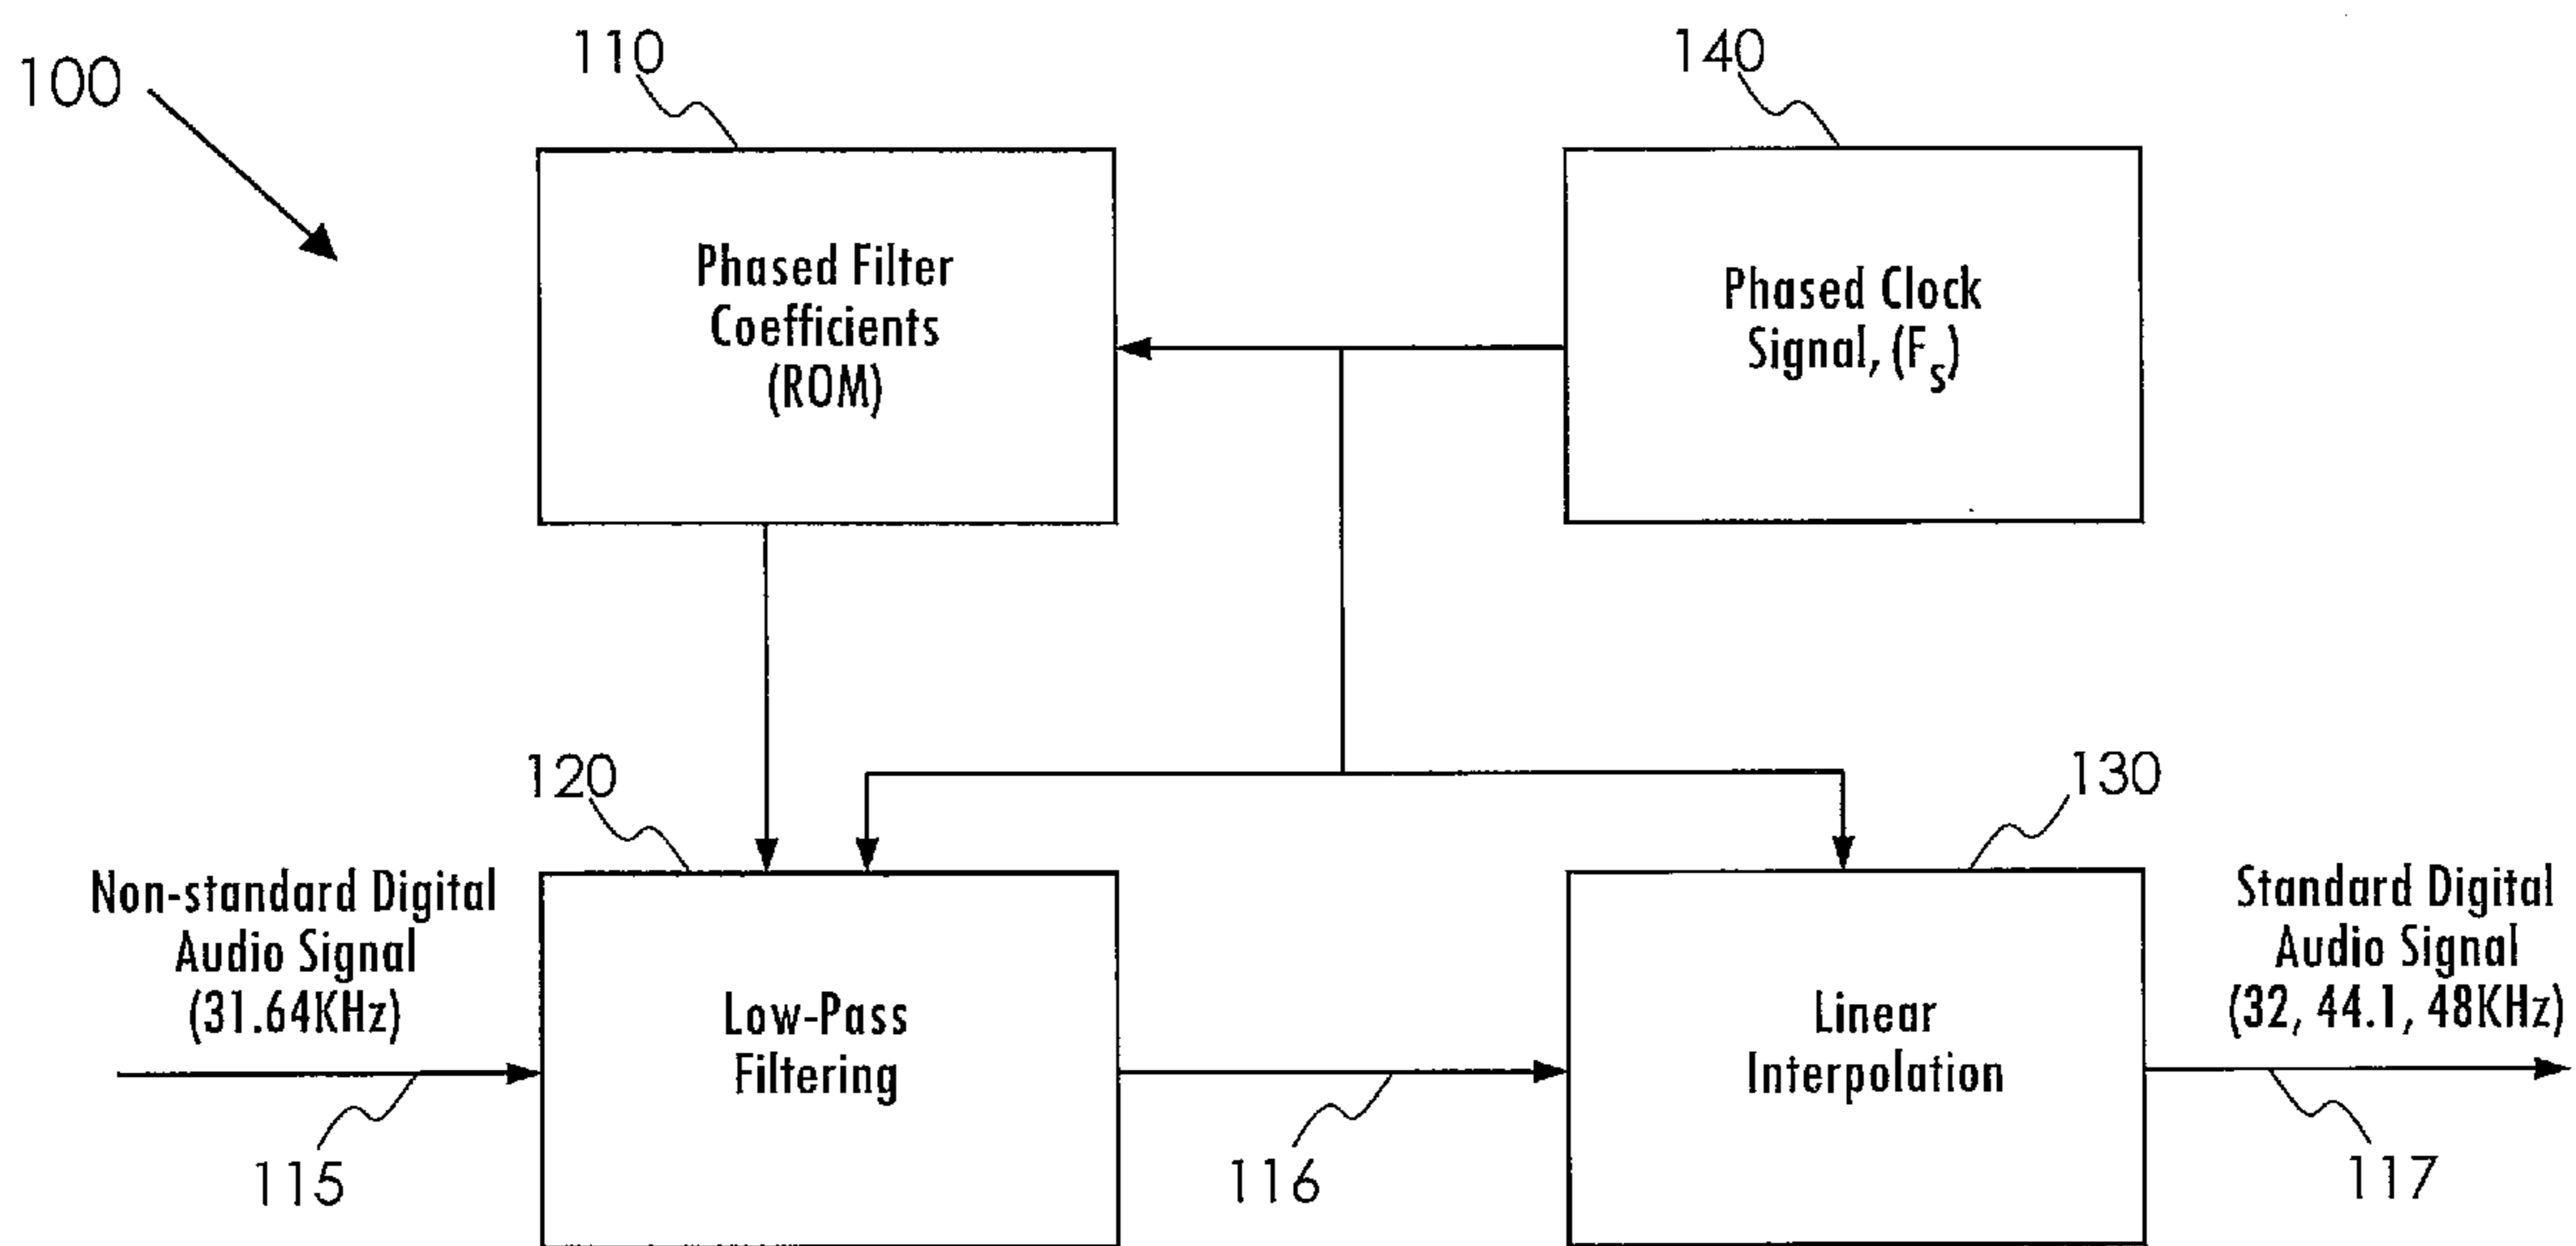 100
110
140
Phased Filter
Coefficients
(ROM)
Phased Clock
Signal, (Fs)
120
130
Non-standard Digital
Audio Signal
(31.64KHz)
Low-Pass
Filtering
Linear
Interpolation
Standard Digital
Audio Signal
(32, 44.1, 48KHz)
115
116
117